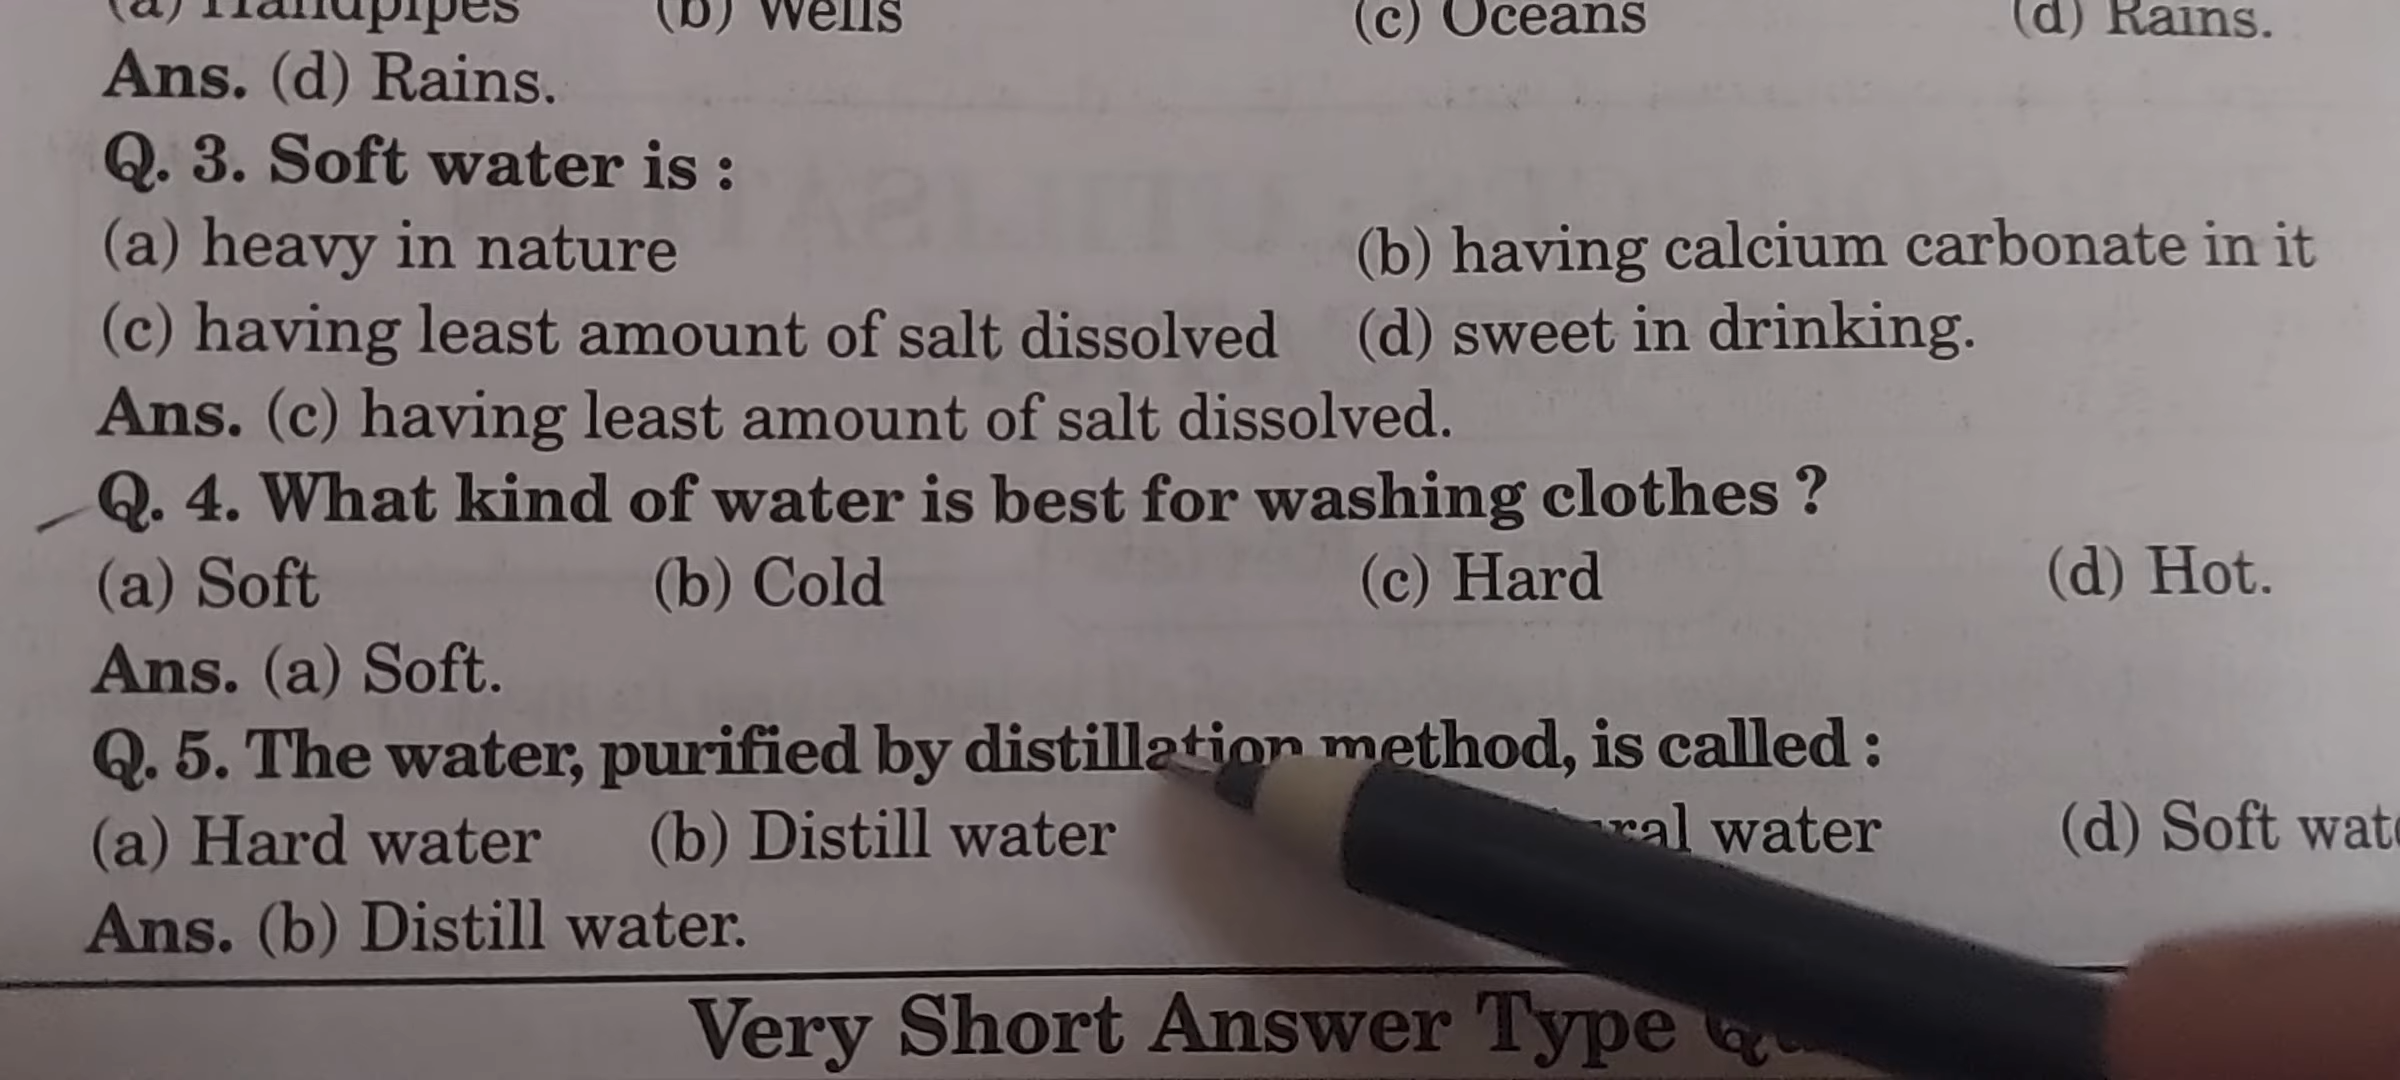 (a) Handpipes (b) Wells (c) Oceans (d) Rains.
Ans. (d) Rains.
Q. 3. Soft water is :
(a) heavy in nature (b) having calcium carbonate in it
(c) having least amount of salt dissolved (d) sweet in drinking.
Ans. (c) having least amount of salt dissolved.
Q. 4. What kind of water is best for washing clothes ?
(a) Soft (b) Cold (c) Hard (d) Hot.
Ans. (a) Soft.
Q. 5. The water, purified by distillation method, is called :
(a) Hard water (b) Distill water water (d) Soft
Ans. (b) Distill water.
Very Short Answer Type